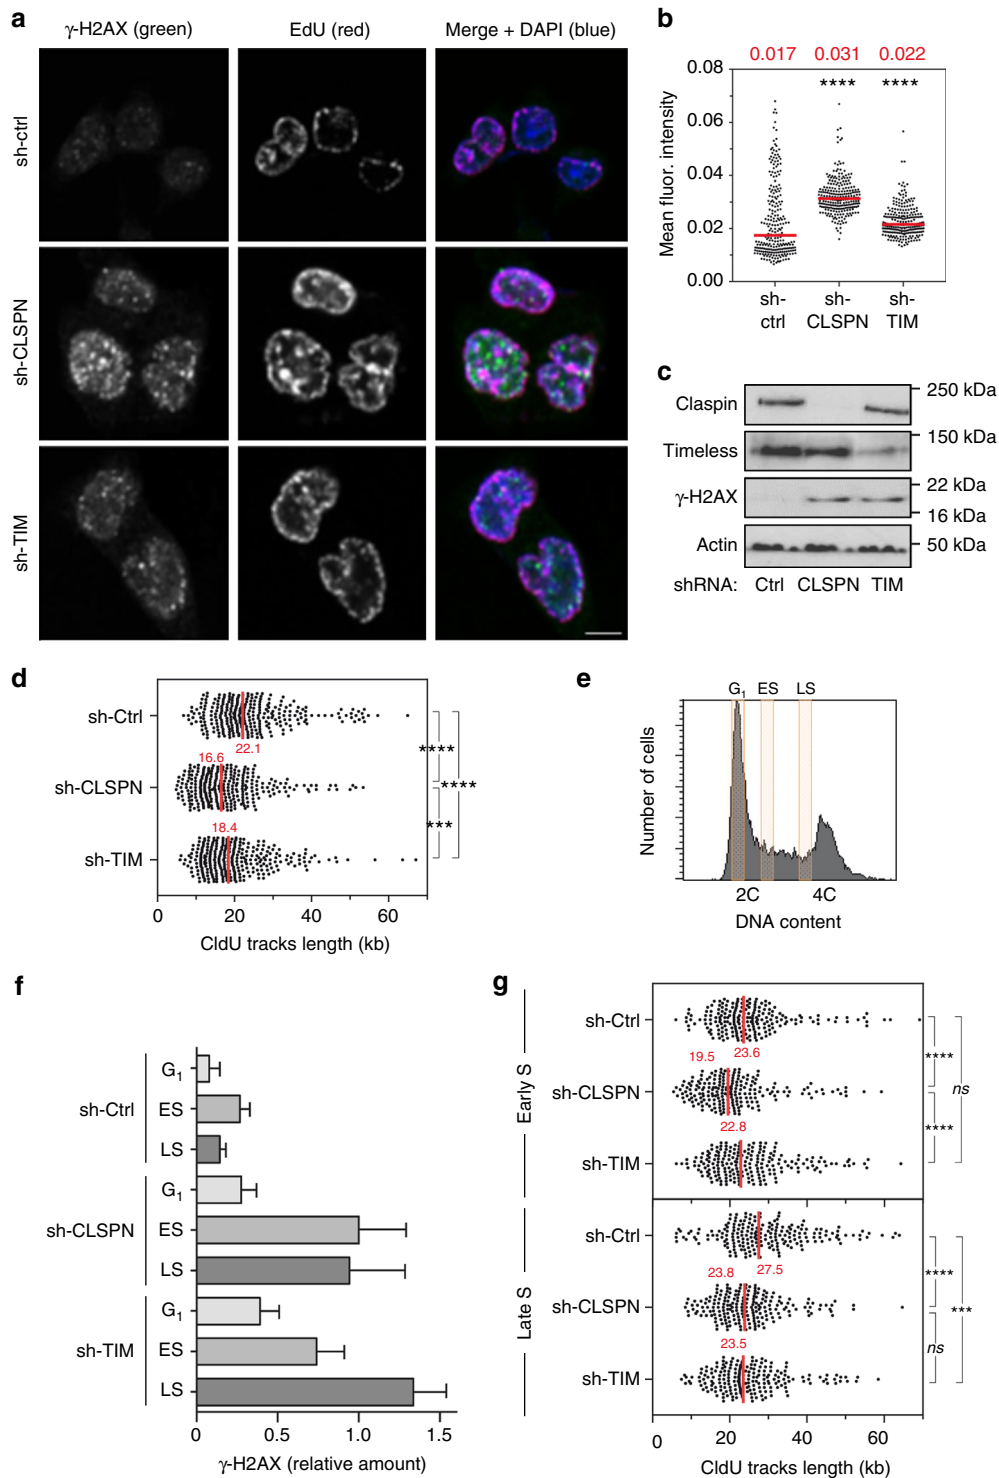 a
γ-H2AX (green)
EdU (red)
Merge + DAPI (blue)
sh-ctrl
sh-CLSPN
sh-TIM
b
0.017 0.031 0.022
0.08
0.06
0.04
0.02
0.00
Mean fluor. intensity
**** ****
sh-ctrl
sh-CLSPN
sh-TIM
c
Claspin
250 kDa
Timeless
150 kDa
γ-H2AX
22 kDa
16 kDa
Actin
50 kDa
shRNA: Ctrl CLSPN TIM
d
sh-Ctrl
22.1
16.6
sh-CLSPN
18.4
sh-TIM
****
****
***
0 20 40 60
CldU tracks length (kb)
e
G1 ES LS
Number of cells
2C 4C
DNA content
f
sh-Ctrl
G1
ES
LS
sh-CLSPN
G1
ES
LS
sh-TIM
G1
ES
LS
0 0.5 1.0 1.5
γ-H2AX (relative amount)
g
Early S
sh-Ctrl
19.5 23.6
sh-CLSPN
22.8
sh-TIM
****
ns
****
Late S
sh-Ctrl
23.8 27.5
sh-CLSPN
23.5
sh-TIM
****
***
ns
0 20 40 60
CldU tracks length (kb)